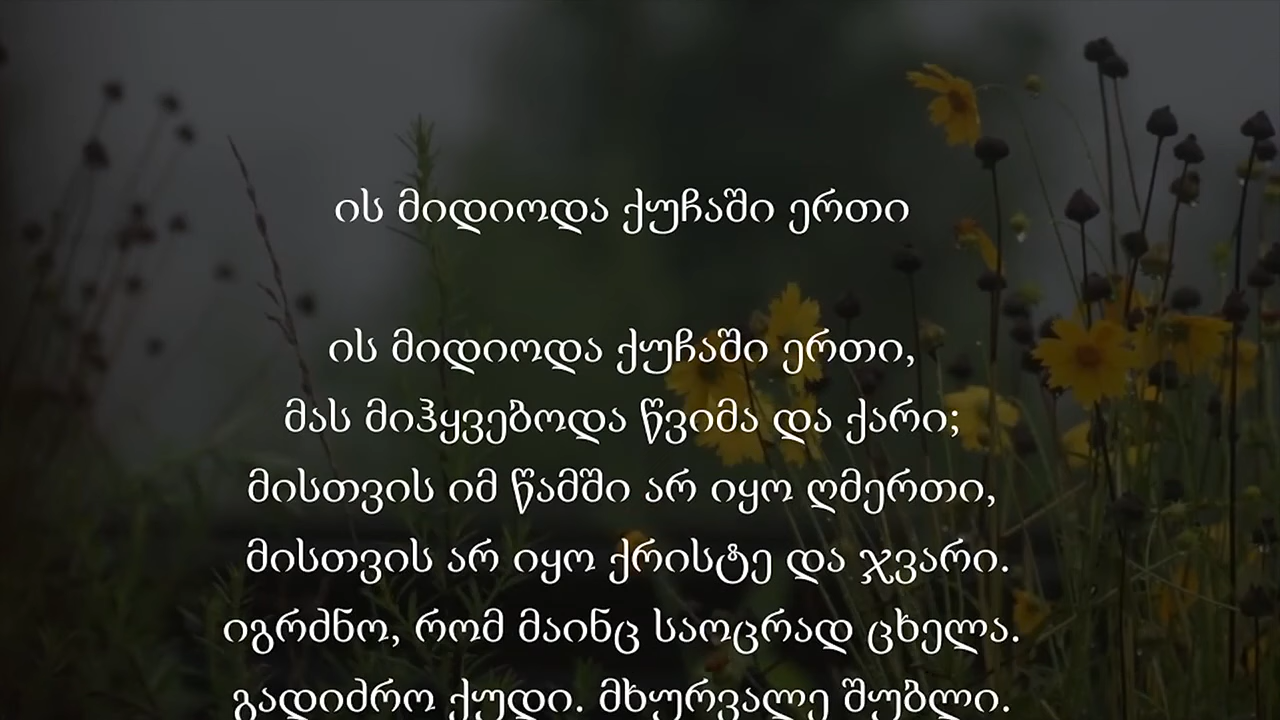 ის მიდიოდა ქუჩაში ერთი
ის მიდიოდა ქუჩაში ერთი,
მას მიჰყვებოდა წვიმა და ქარი;
მისთვის იმ წამში არ იყო ღმერთი,
მისთვის არ იყო ქრისტე და ჯვარი.
იგრძნო, რომ მაინც საოცრად ცხელა.
გადიძრო ქუდი. მხურვალე შუბლი.